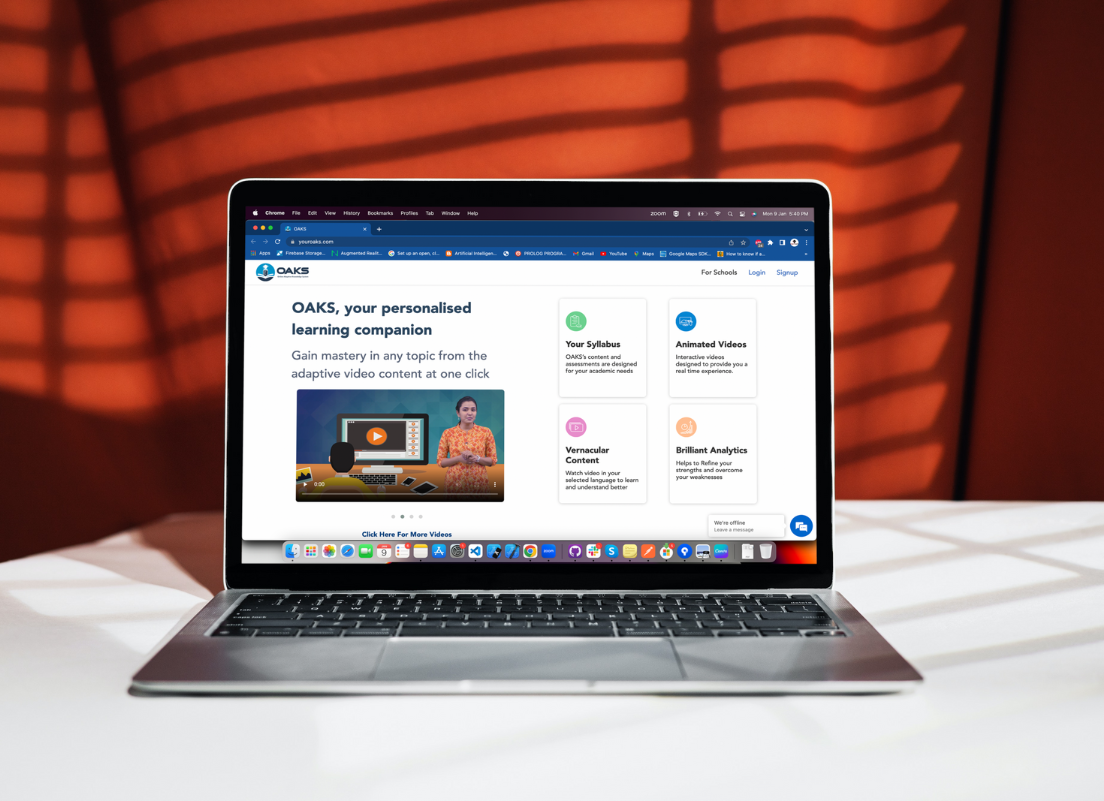 Chrome File Edit View History Bookmarks Profiles Tab Window Help
zoom
Mon 9 Jan 5:40 PM
OAKS
youroaks.com
Apps
Firebase Storage...
Augmented Realit...
Set up an open, cl...
Artificial Intelligen...
PROLOG PROGRA...
Gmail
YouTube
Maps
Google Maps SDK...
How to know if a...
OAKS
For Schools Login Signup
OAKS, your personalised
learning companion
Gain mastery in any topic from the
adaptive video content at one click
0:00
Click Here For More Videos
Your Syllabus
OAKS's content and
assessments are designed
for your academic needs
Animated Videos
Interactive videos
designed to provide you a
real time experience.
Vernacular
Content
Watch video in your
selected language to learn
and understand better
Brilliant Analytics
Helps to Refine your
strengths and overcome
your weaknesses
We're offline
Leave a message
9